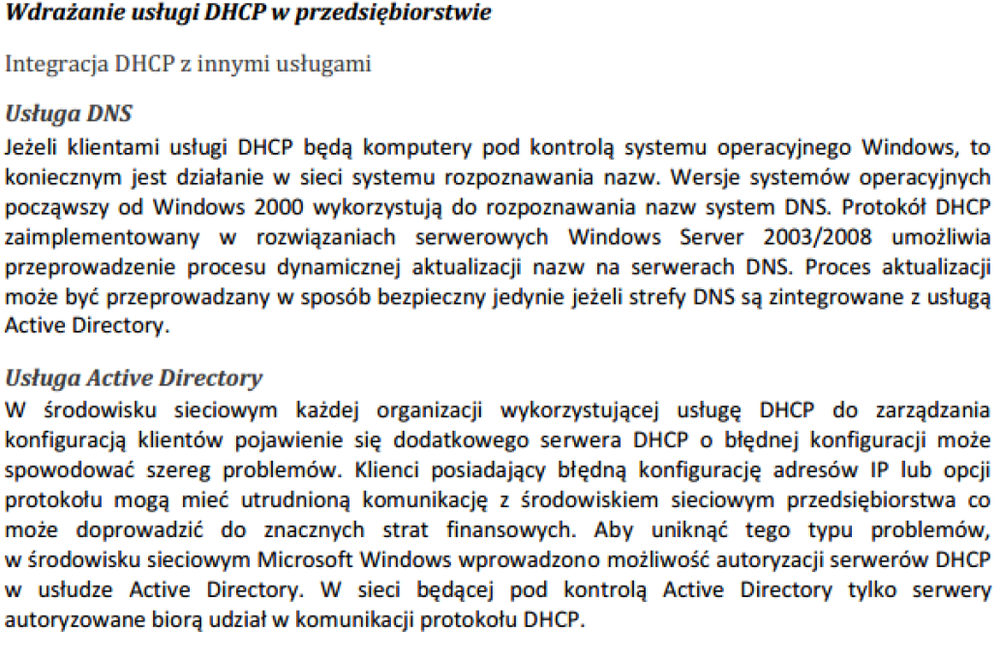 Wdrażanie usługi DHCP w przedsiębiorstwie
Integracja DHCP z innymi usługami
Usługa DNS
Jeżeli klientami usługi DHCP będą komputery pod kontrolą systemu operacyjnego Windows, to
koniecznym jest działanie w sieci systemu rozpoznawania nazw. Wersje systemów operacyjnych
począwszy od Windows 2000 wykorzystują do rozpoznawania nazw system DNS. Protokół DHCP
zaimplementowany w rozwiązaniach serwerowych Windows Server 2003/2008 umożliwia
przeprowadzenie procesu dynamicznej aktualizacji nazw na serwerach DNS. Proces aktualizacji
może być przeprowadzany w sposób bezpieczny jedynie jeżeli strefy DNS są zintegrowane z usługą
Active Directory.
Usługa Active Directory
W środowisku sieciowym każdej organizacji wykorzystującej usługę DHCP do zarządzania
konfiguracją klientów pojawienie się dodatkowego serwera DHCP o błędnej konfiguracji może
spowodować szereg problemów. Klienci posiadający błędną konfigurację adresów IP lub opcji
protokołu mogą mieć utrudnioną komunikację z środowiskiem sieciowym przedsiębiorstwa co
może doprowadzić do znacznych strat finansowych. Aby uniknąć tego typu problemów,
w środowisku sieciowym Microsoft Windows wprowadzono możliwość autoryzacji serwerów DHCP
w usłudze Active Directory. W sieci będącej pod kontrolą Active Directory tylko serwery
autoryzowane biorą udział w komunikacji protokołu DHCP.